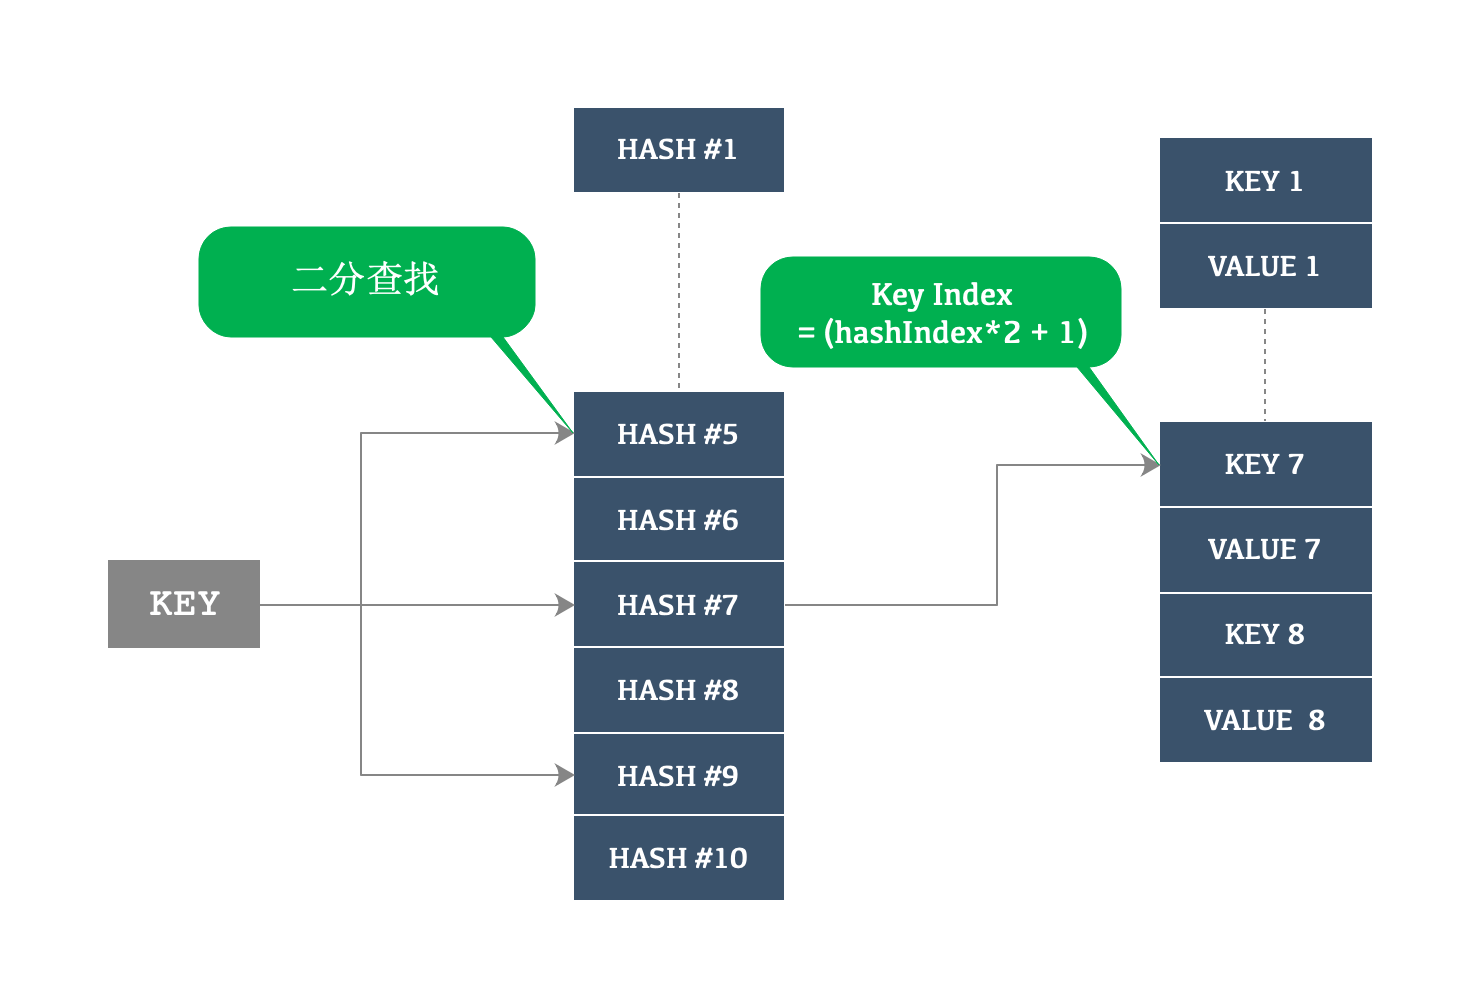 HASH #1
KEY 1
VALUE 1
二分查找
Key Index
= (hashIndex*2 + 1)
HASH #5
HASH #6
HASH #7
HASH #8
HASH #9
HASH #10
KEY
KEY 7
VALUE 7
KEY 8
VALUE 8